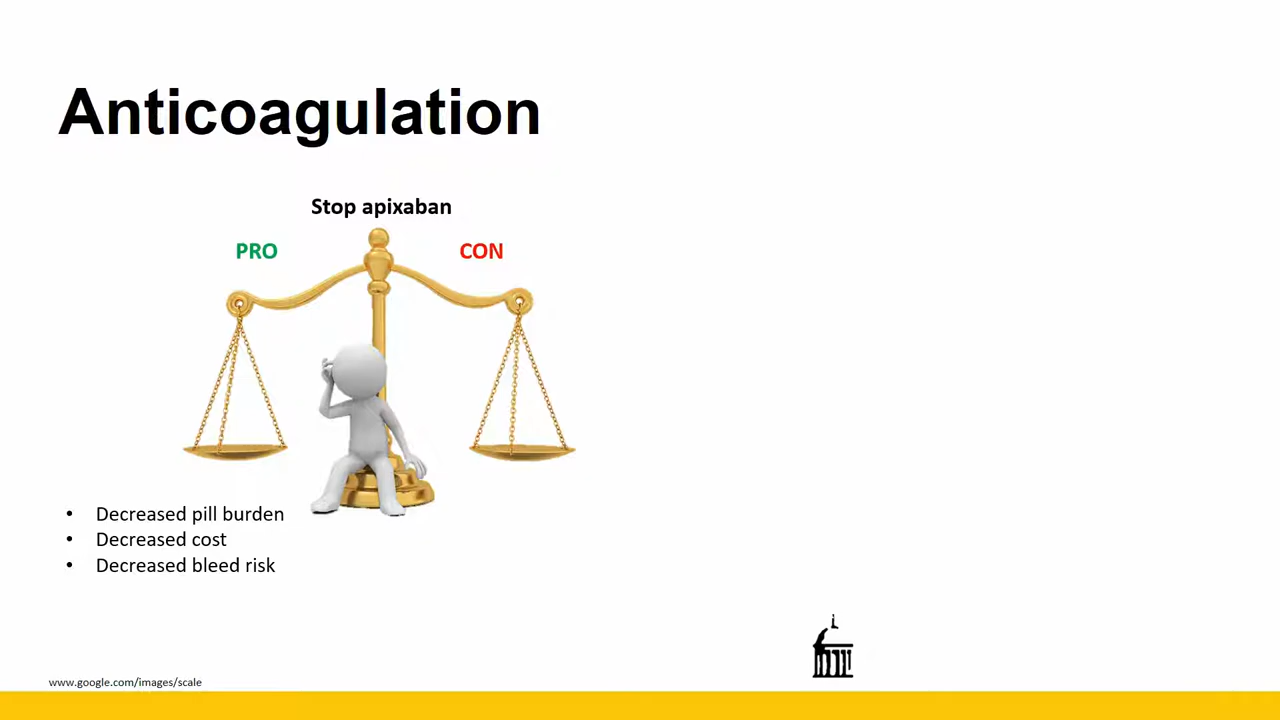 Anticoagulation
Stop apixaban
PRO
CON
• Decreased pill burden
• Decreased cost
• Decreased bleed risk
www.google.com/images/scale